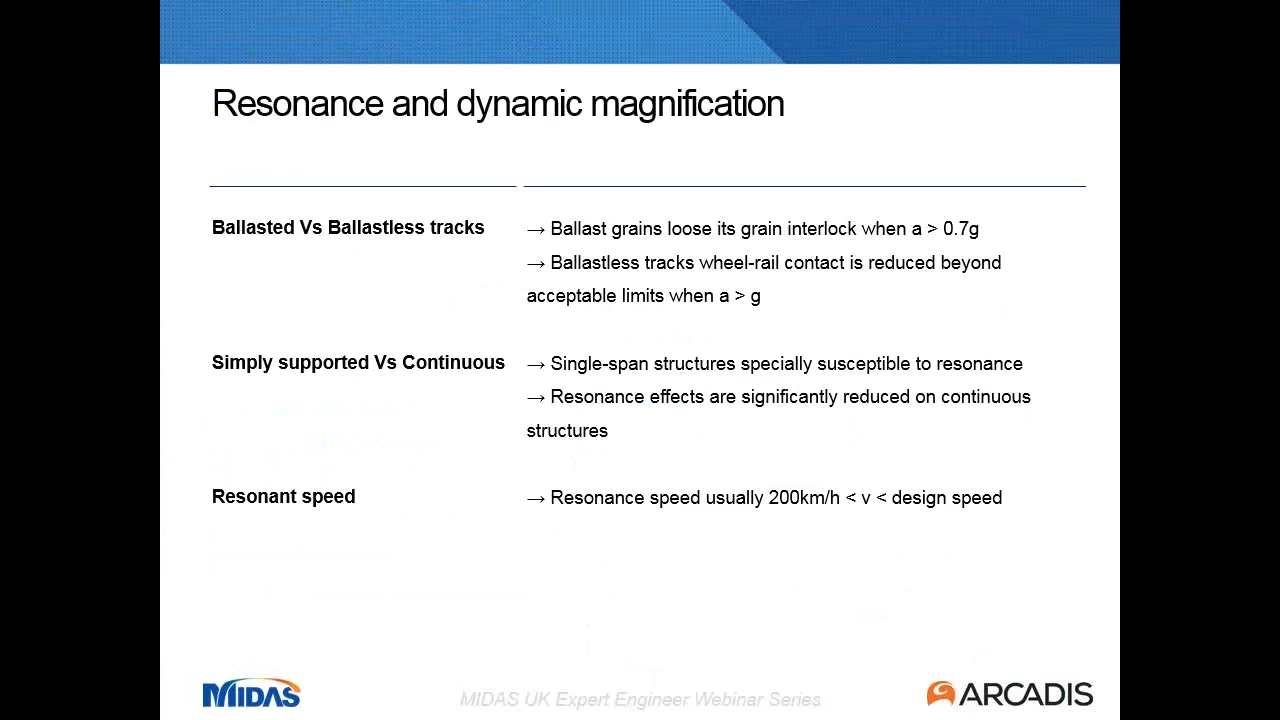 Resonance and dynamic magnification
Ballasted Vs Ballastless tracks
→ Ballast grains loose its grain interlock when a > 0.7g
→ Ballastless tracks wheel-rail contact is reduced beyond
acceptable limits when a > g
Simply supported Vs Continuous
→ Single-span structures specially susceptible to resonance
→ Resonance effects are significantly reduced on continuous
structures
Resonant speed
→ Resonance speed usually 200km/h < v < design speed
MIDAS
MIDAS UK Expert Engineer Webinar Series
ARCADIS